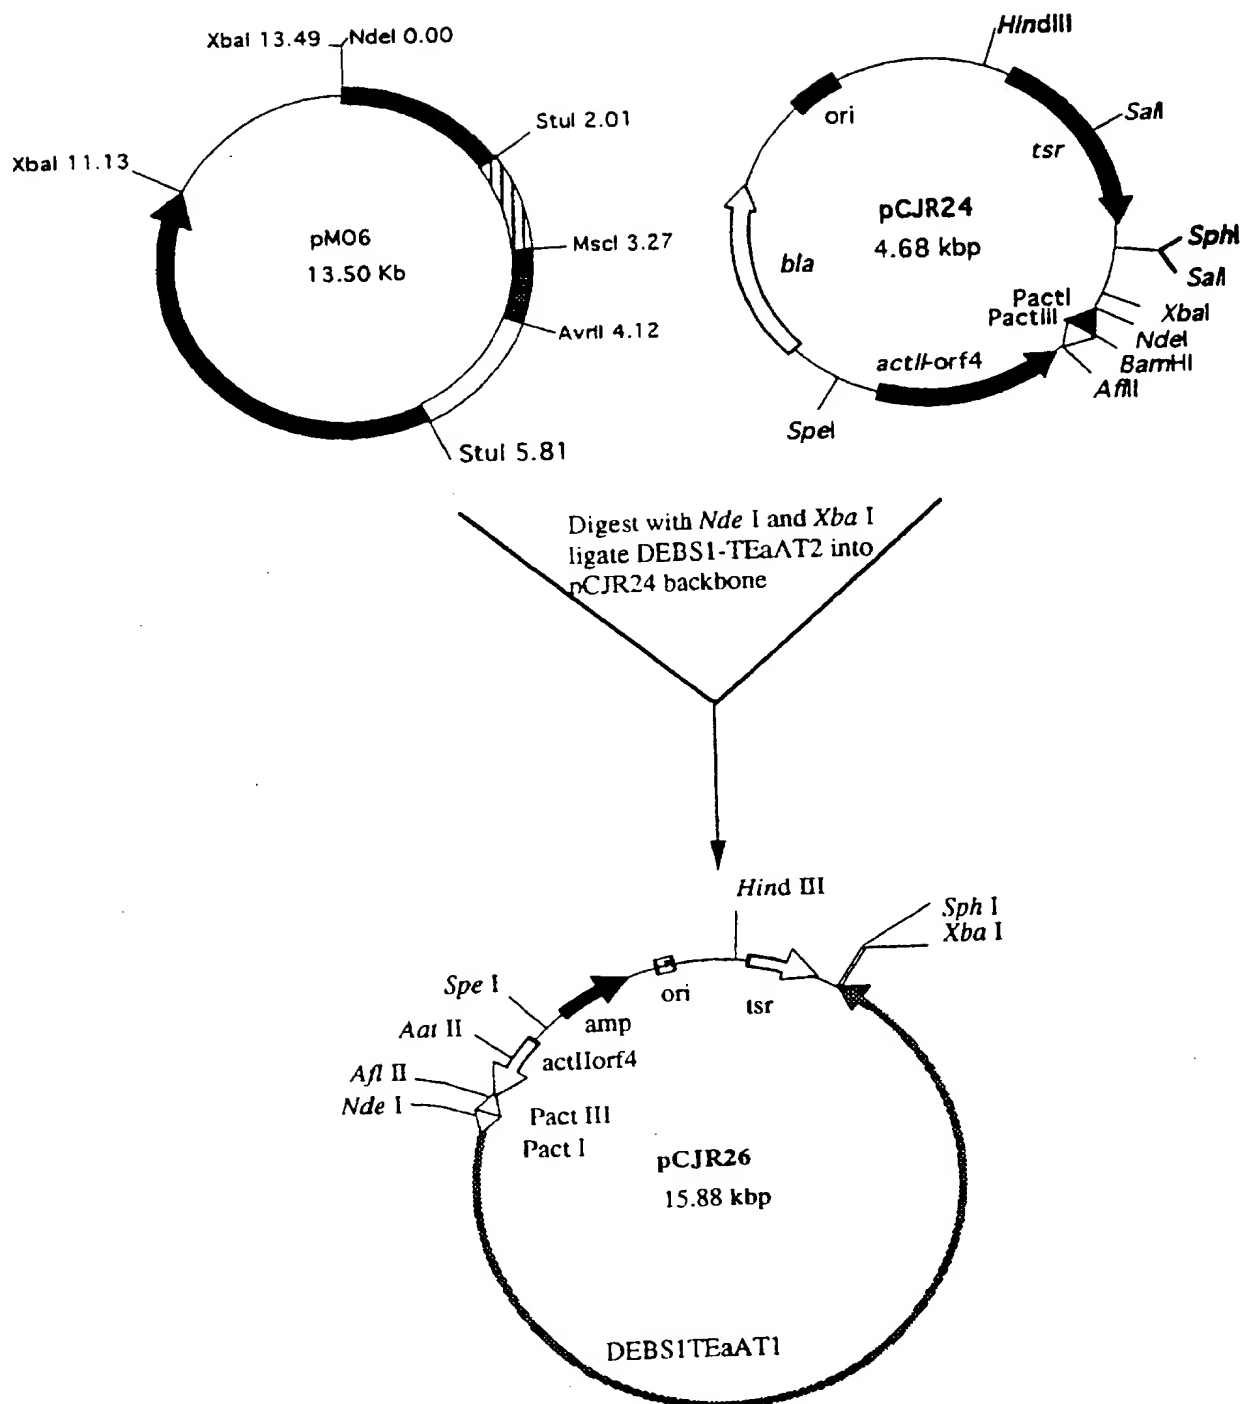 XbaI 13.49
NdeI 0.00
StuI 2.01
XbaI 11.13
pM06
13.50 Kb
MscI 3.27
AvrII 4.12
StuI 5.81
HindIII
ori
SalI
tsr
pCJR24
4.68 kbp
SphI
SalI
bla
PactI
PactIII
XbaI
NdeI
BamHI
AflII
actII-orf4
SpeI
Digest with Nde I and Xba I
ligate DEBS1-TEaAT2 into
pCJR24 backbone
Hind III
Sph I
Xba I
Spe I
ori
tsr
amp
Aat II
actIIorf4
Afl II
Nde I
Pact III
Pact I
pCJR26
15.88 kbp
DEBS1TEaAT1